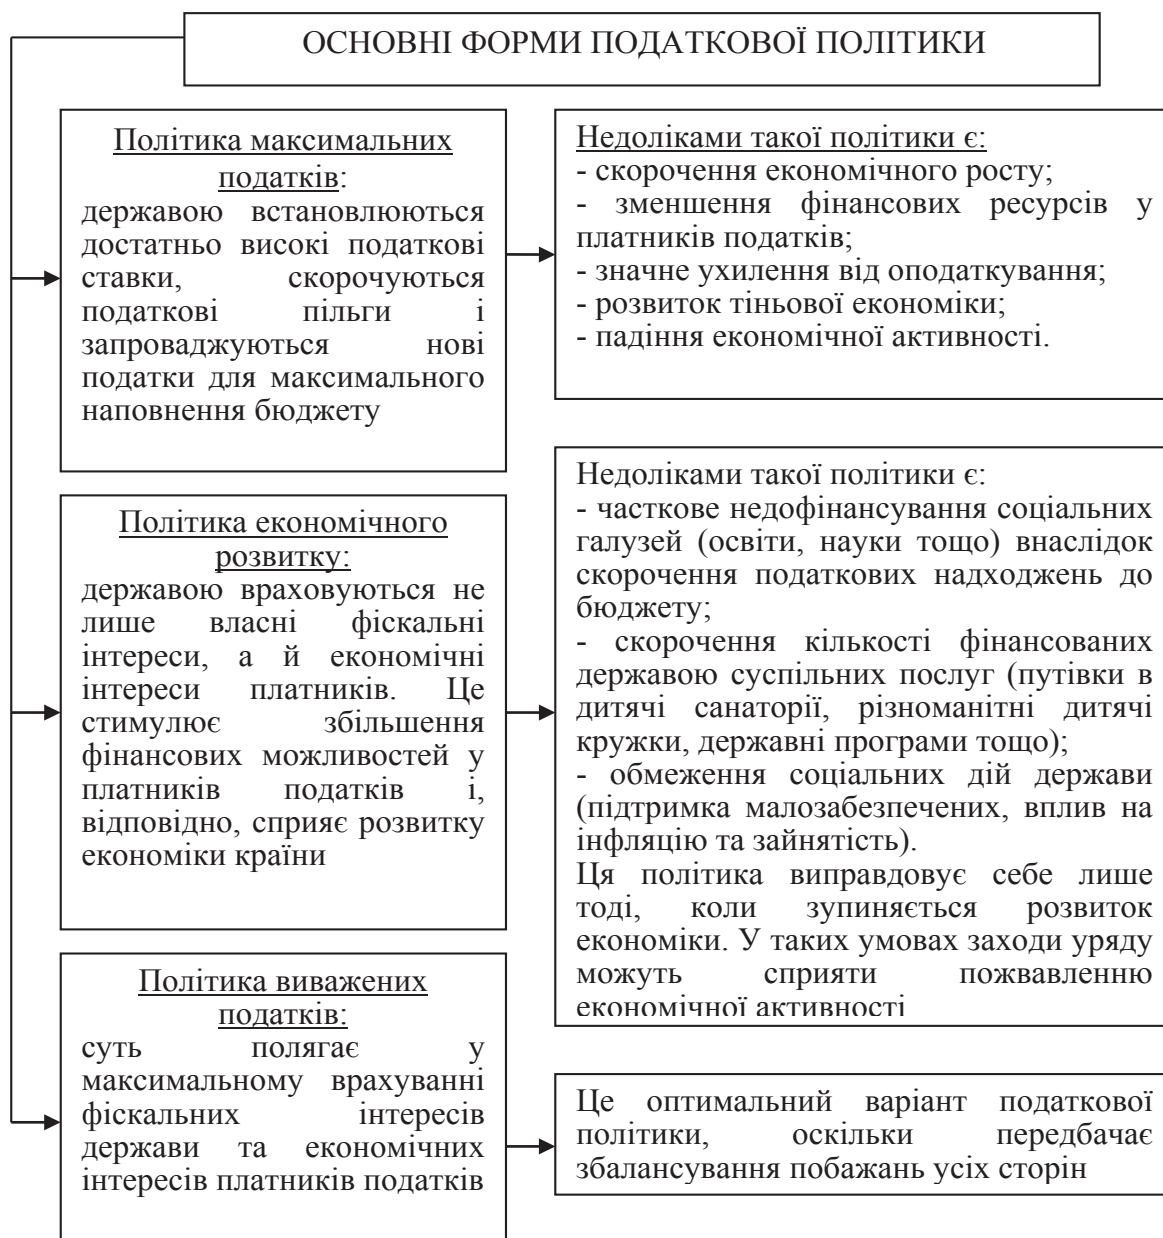 ОСНОВНІ ФОРМИ ПОДАТКОВОЇ ПОЛІТИКИ
Політика максимальних
податків:
державою встановлюються
достатньо високі податкові
ставки, скорочуються
податкові пільги і
запроваджуються нові
податки для максимального
наповнення бюджету
Недоліками такої політики є:
- скорочення економічного росту;
- зменшення фінансових ресурсів у
платників податків;
- значне ухилення від оподаткування;
- розвиток тіньової економіки;
- падіння економічної активності.
Політика економічного
розвитку:
державою враховуються не
лише власні фіскальні
інтереси, а й економічні
інтереси платників. Це
стимулює збільшення
фінансових можливостей у
платників податків і,
відповідно, сприяє розвитку
економіки країни
Недоліками такої політики є:
- часткове недофінансування соціальних
галузей (освіти, науки тощо) внаслідок
скорочення податкових надходжень до
бюджету;
- скорочення кількості фінансованих
державою суспільних послуг (путівки в
дитячі санаторії, різноманітні дитячі
кружки, державні програми тощо);
- обмеження соціальних дій держави
(підтримка малозабезпечених, вплив на
інфляцію та зайнятість).
Ця політика виправдовує себе лише
тоді, коли зупиняється розвиток
економіки. У таких умовах заходи уряду
можуть сприяти пожвавленню
економічної активності
Політика виважених
податків:
суть полягає у
максимальному врахуванні
фіскальних інтересів
держави та економічних
інтересів платників податків
Це оптимальний варіант податкової
політики, оскільки передбачає
збалансування побажань усіх сторін